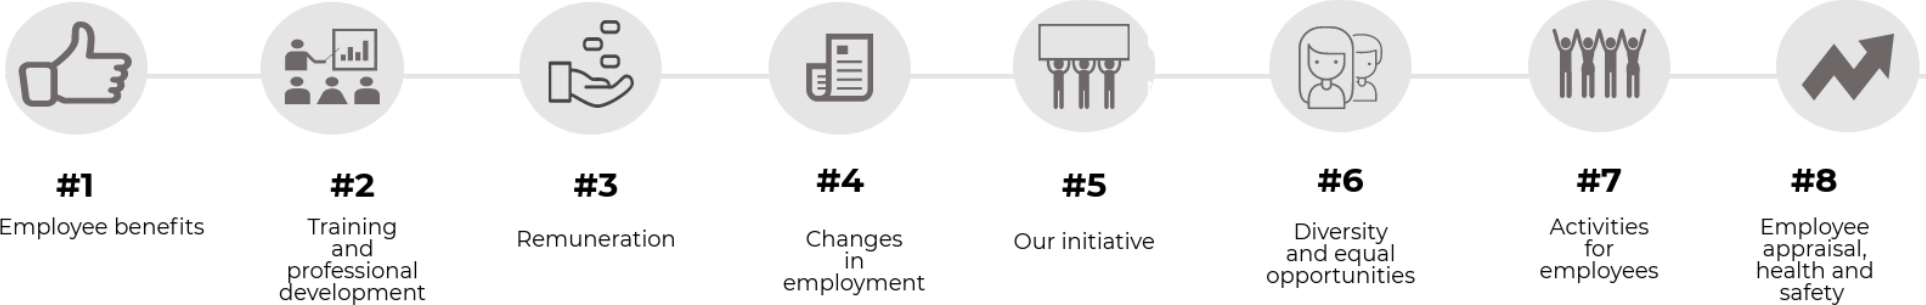 #1
Employee benefits
#2
Training
and
professional
development
#3
Remuneration
#4
Changes
in
employment
#5
Our initiative
#6
Diversity
and equal
opportunities
#7
Activities
for
employees
#8
Employee
appraisal,
health and
safety